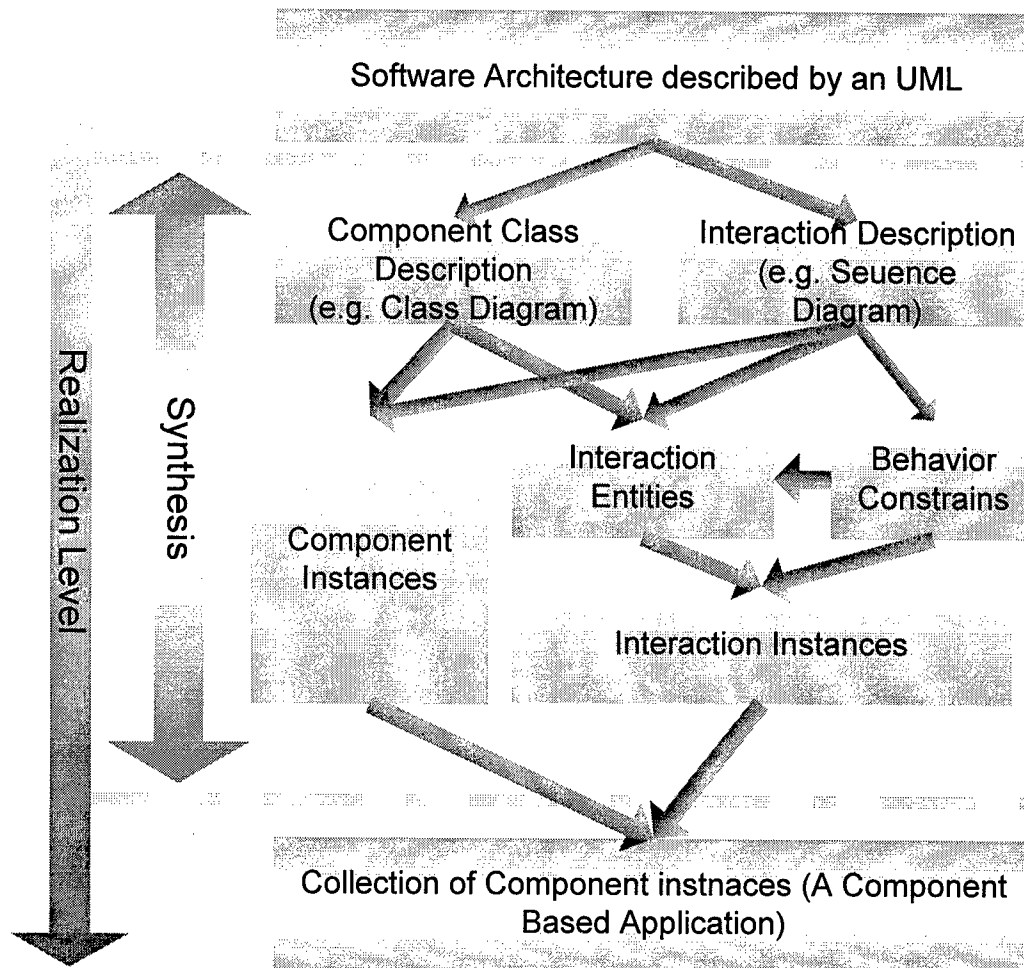 Software Architecture described by an UML
Component Class
Description
(e.g. Class Diagram)
Interaction Description
(e.g. Seuence
Diagram)
Realization Level
Synthesis
Interaction
Entities
Behavior
Constrains
Component
Instances
Interaction Instances
Collection of Component instnaces (A Component
Based Application)